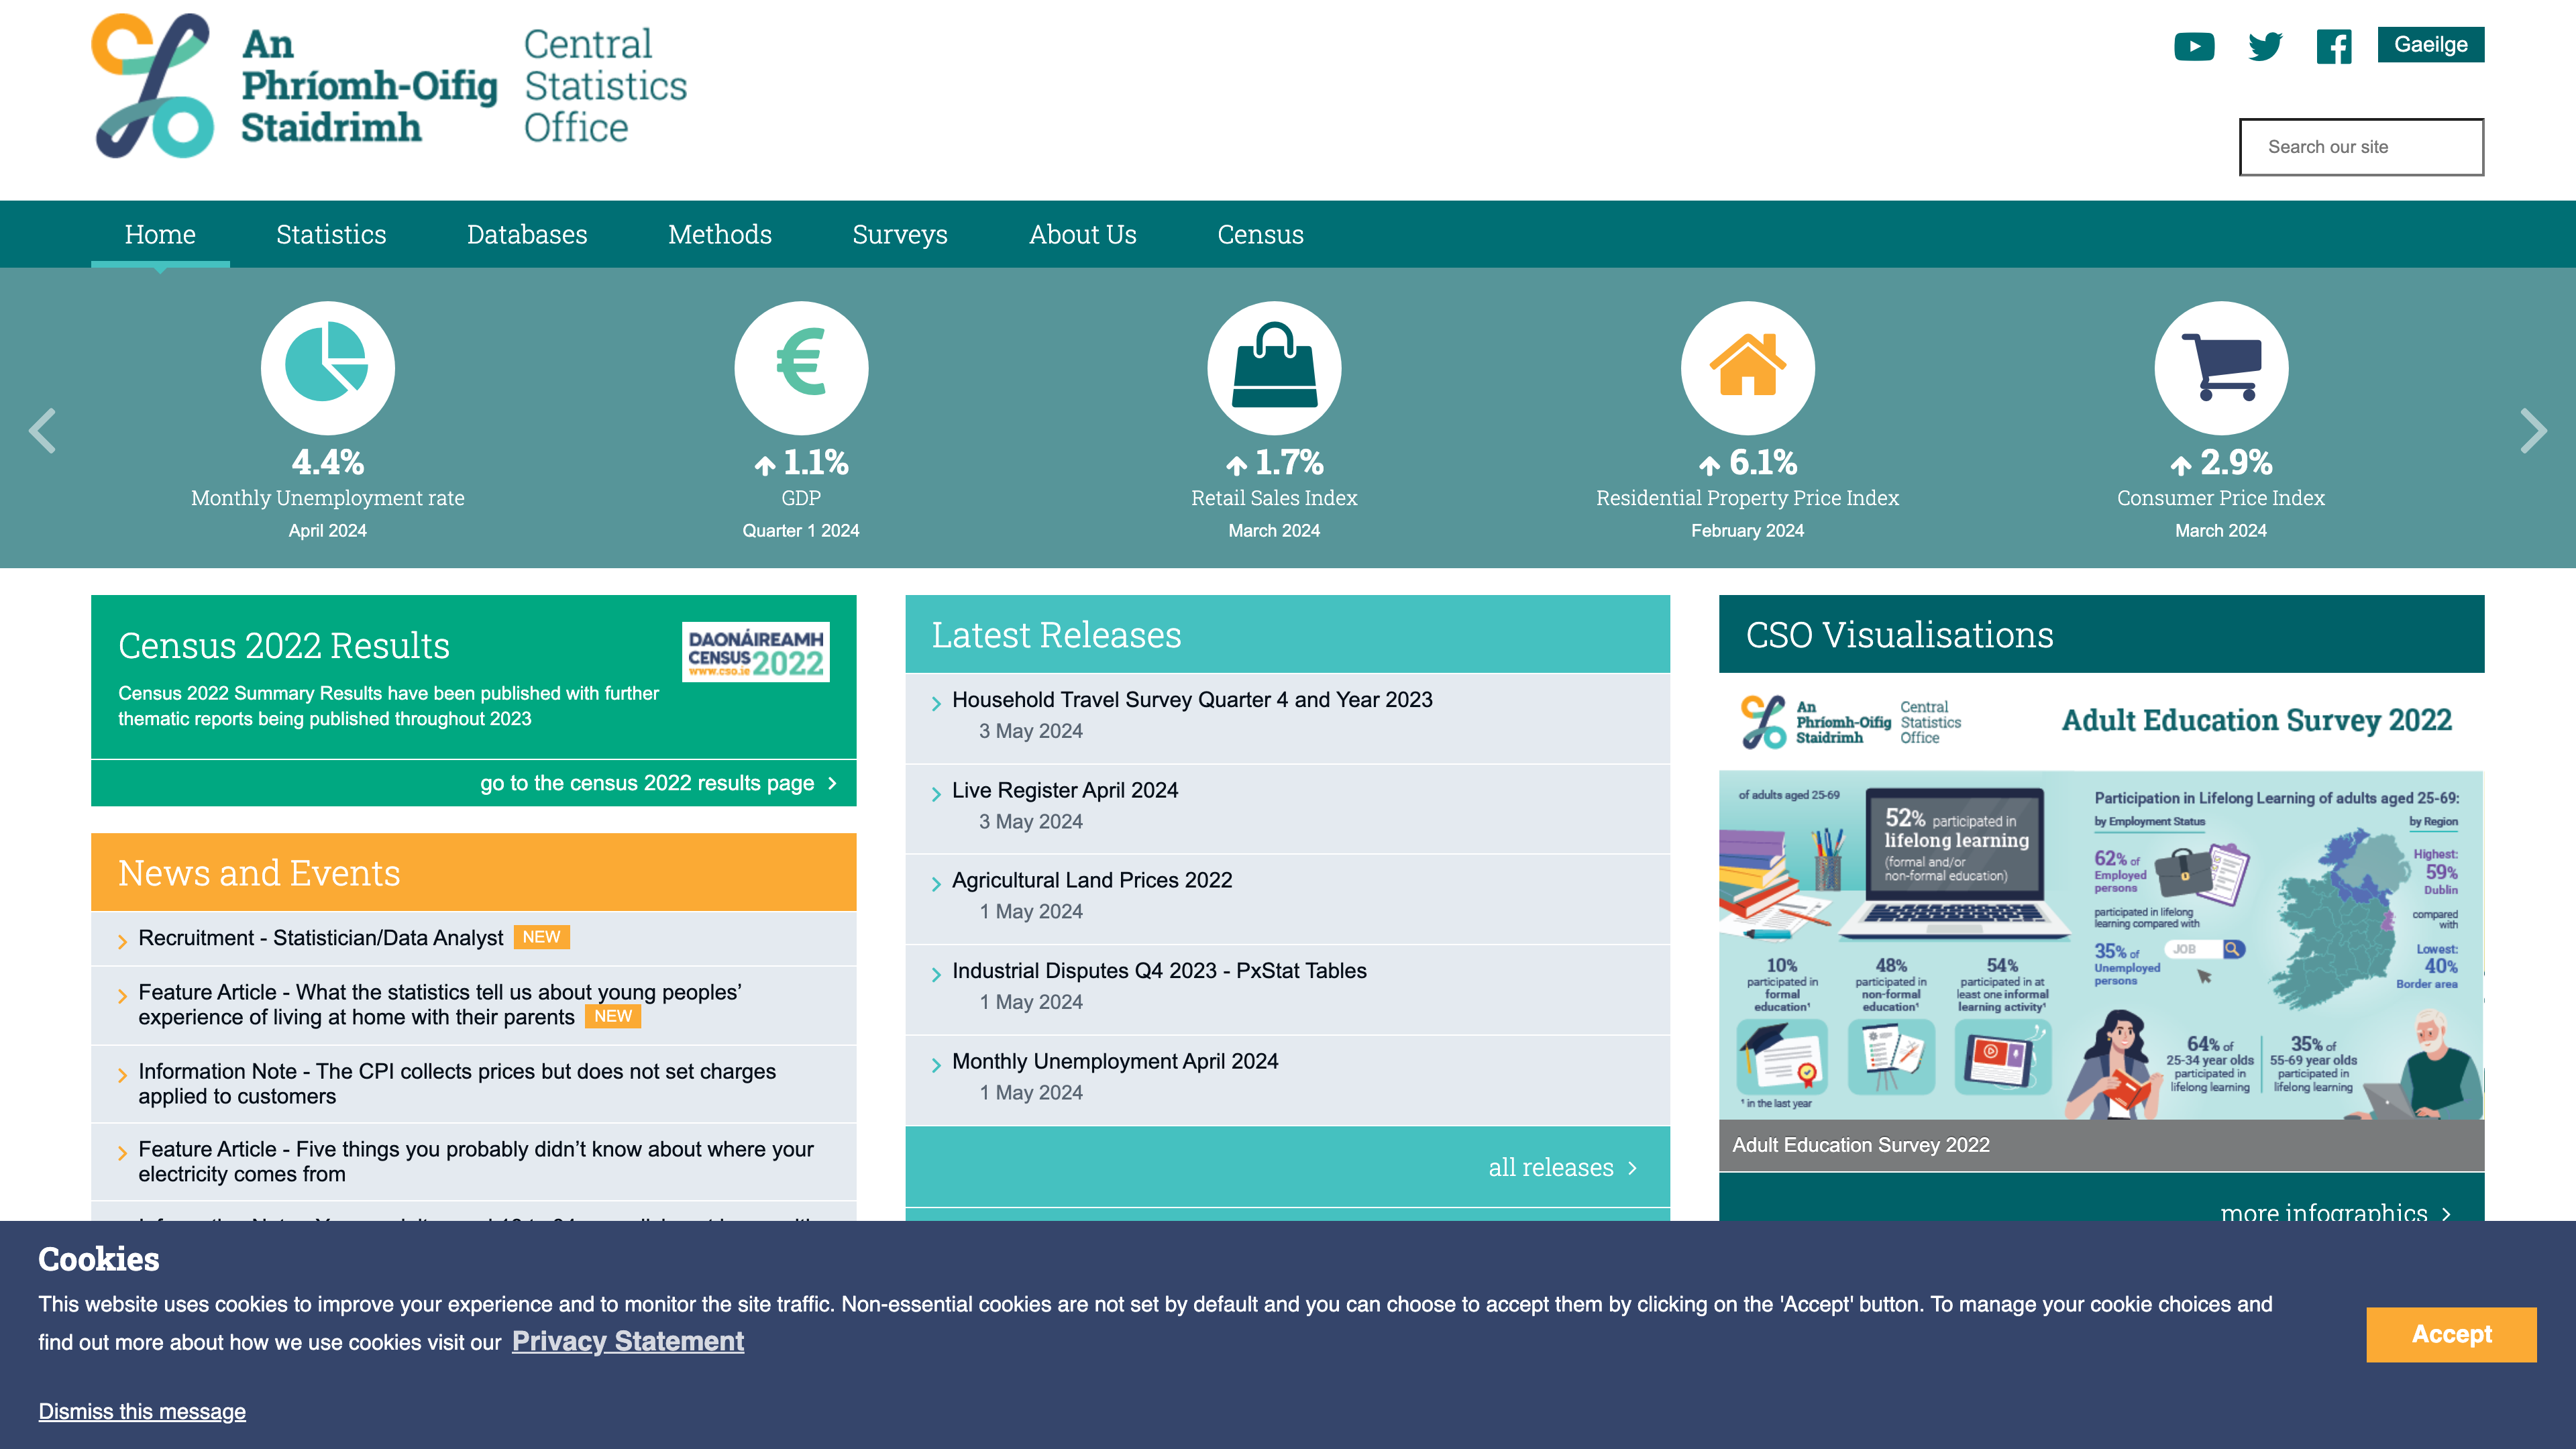 An
Phríomh-Oifig
Staidrimh
Central
Statistics
Office
Gaeilge
Search our site
Home
Statistics
Databases
Methods
Surveys
About Us
Census
4.4%
Monthly Unemployment rate
April 2024
1.1%
GDP
Quarter 1 2024
1.7%
Retail Sales Index
March 2024
6.1%
Residential Property Price Index
February 2024
2.9%
Consumer Price Index
March 2024
Census 2022 Results
Census 2022 Summary Results have been published with further
thematic reports being published throughout 2023
DAONÁIREAMH
CENSUS 2022
www.cso.ie
go to the census 2022 results page
News and Events
Recruitment - Statistician/Data Analyst NEW
Feature Article - What the statistics tell us about young peoples’
experience of living at home with their parents NEW
Information Note - The CPI collects prices but does not set charges
applied to customers
Feature Article - Five things you probably didn’t know about where your
electricity comes from
Latest Releases
Household Travel Survey Quarter 4 and Year 2023
3 May 2024
Live Register April 2024
3 May 2024
Agricultural Land Prices 2022
1 May 2024
Industrial Disputes Q4 2023 - PxStat Tables
1 May 2024
Monthly Unemployment April 2024
1 May 2024
all releases
CSO Visualisations
An
Phríomh-Oifig
Staidrimh
Central
Statistics
Office
Adult Education Survey 2022
of adults aged 25-69
52% participated in
lifelong learning
(formal and/or
non-formal education)
10%
participated in
formal
education¹
48%
participated in
non-formal
education¹
54%
participated in at
least one informal
learning activity¹
¹ in the last year
Participation in Lifelong Learning of adults aged 25-69:
by Employment Status
62% of
Employed
persons
participated in lifelong
learning compared with
35% of
Unemployed
persons
JOB
by Region
Highest:
59%
Dublin
compared
with
Lowest:
40%
Border area
64% of
25-34 year olds
participated in
lifelong learning
35% of
55-69 year olds
participated in
lifelong learning
Adult Education Survey 2022
more infographics
Cookies
This website uses cookies to improve your experience and to monitor the site traffic. Non-essential cookies are not set by default and you can choose to accept them by clicking on the 'Accept' button. To manage your cookie choices and
find out more about how we use cookies visit our Privacy Statement
Accept
Dismiss this message